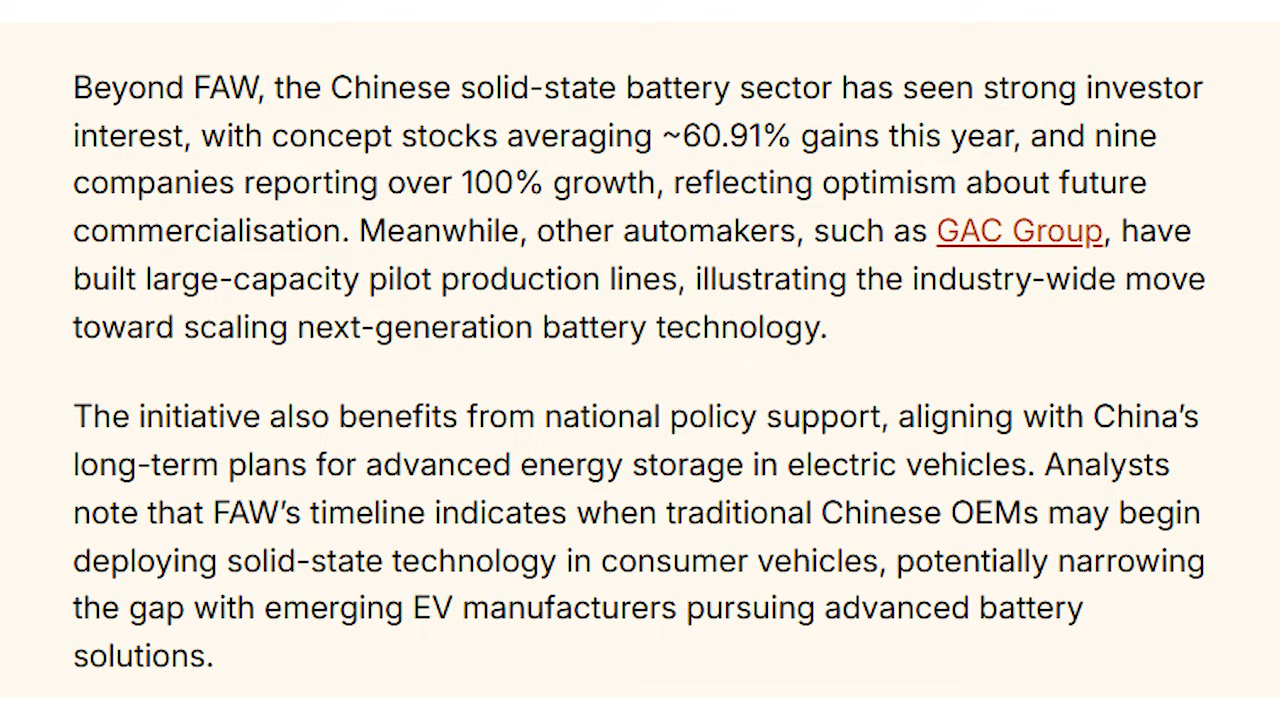 Beyond FAW, the Chinese solid-state battery sector has seen strong investor
interest, with concept stocks averaging ~60.91% gains this year, and nine
companies reporting over 100% growth, reflecting optimism about future
commercialisation. Meanwhile, other automakers, such as GAC Group, have
built large-capacity pilot production lines, illustrating the industry-wide move
toward scaling next-generation battery technology.
The initiative also benefits from national policy support, aligning with China’s
long-term plans for advanced energy storage in electric vehicles. Analysts
note that FAW’s timeline indicates when traditional Chinese OEMs may begin
deploying solid-state technology in consumer vehicles, potentially narrowing
the gap with emerging EV manufacturers pursuing advanced battery
solutions.